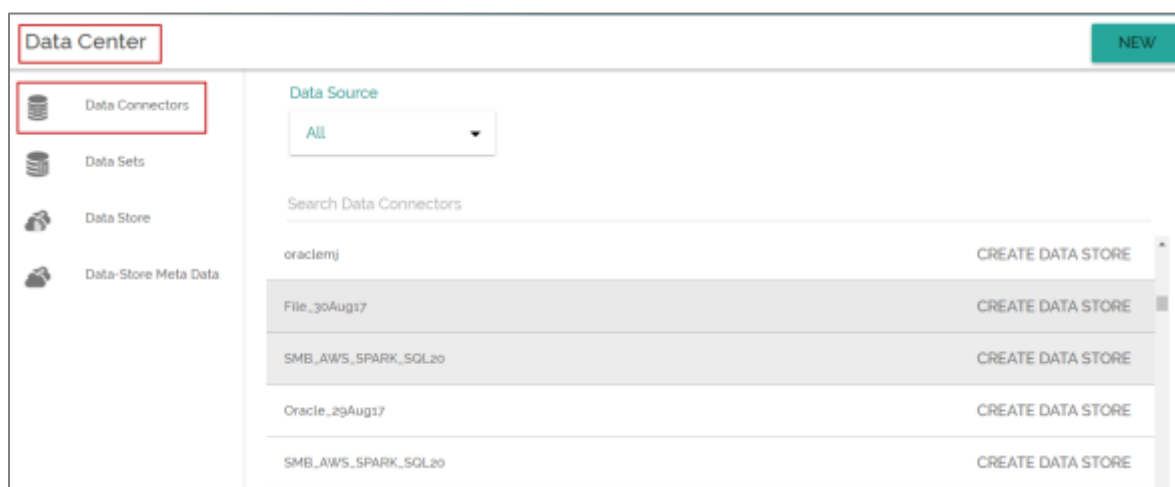 Data Center
NEW
Data Connectors
Data Sets
Data Store
Data-Store Meta Data
Data Source
All
Search Data Connectors
oraclemj CREATE DATA STORE
File_30Aug17 CREATE DATA STORE
SMB_AWS_SPARK_SQL20 CREATE DATA STORE
Oracle_29Aug17 CREATE DATA STORE
SMB_AWS_SPARK_SQL20 CREATE DATA STORE